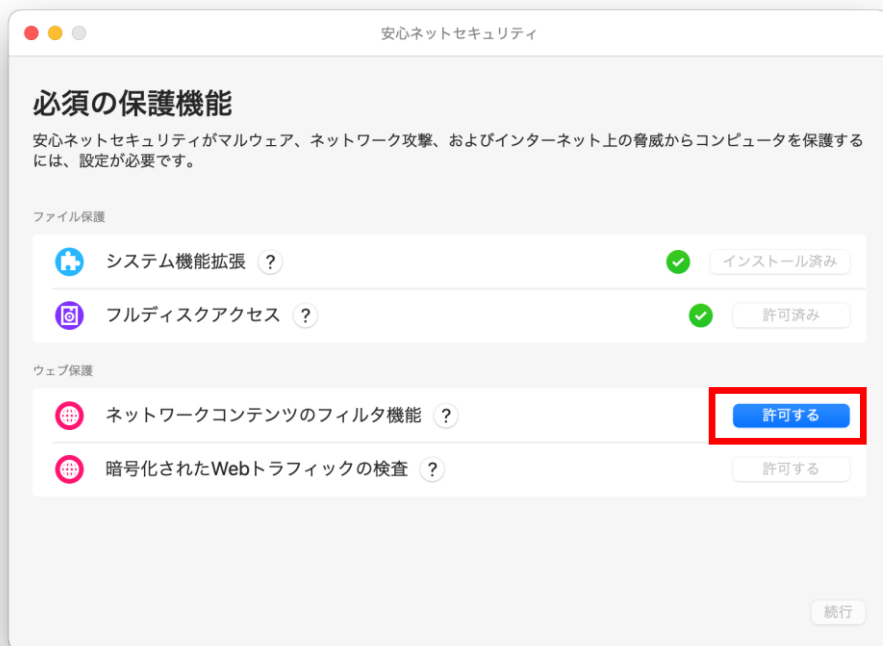 安心ネットセキュリティ
必須の保護機能
安心ネットセキュリティがマルウェア、ネットワーク攻撃、およびインターネット上の脅威からコンピュータを保護する
には、設定が必要です。
ファイル保護
システム機能拡張 ? インストール済み
フルディスクアクセス ? 許可済み
ウェブ保護
ネットワークコンテンツのフィルタ機能 ? 許可する
暗号化されたWebトラフィックの検査 ? 許可する
続行